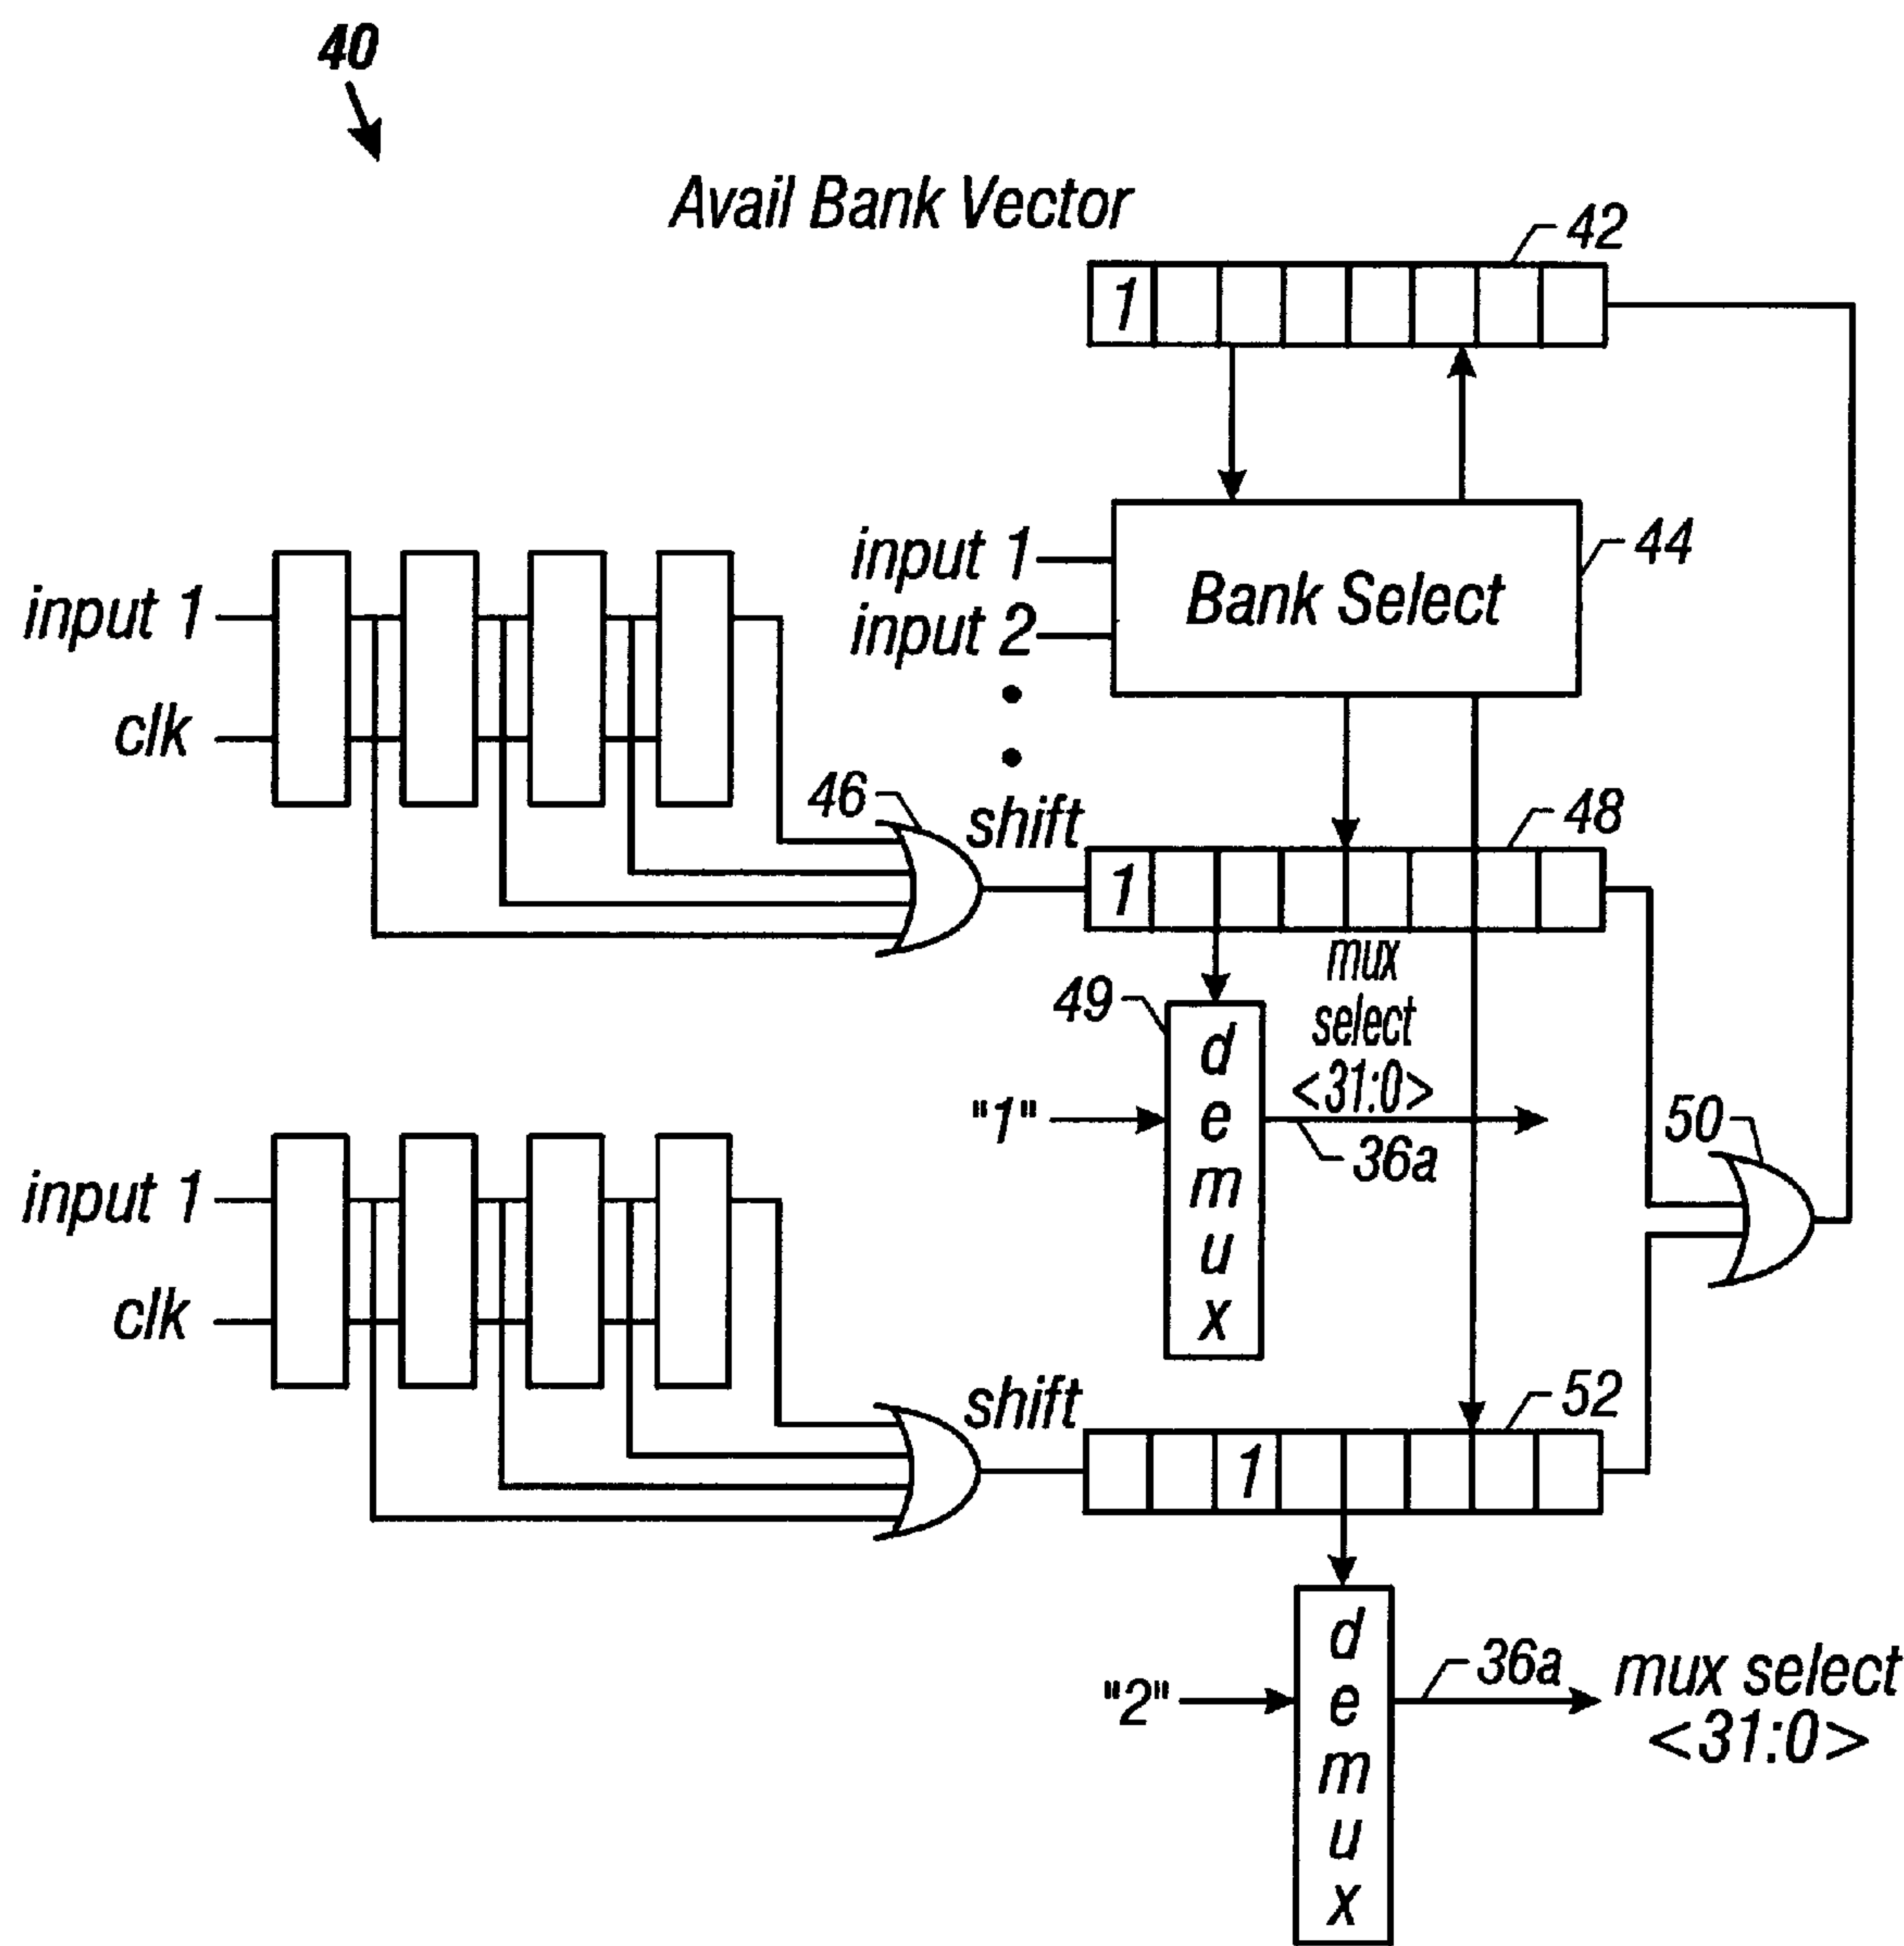 40
Avail Bank Vector
42
1
input 1
input 2
Bank Select
44
input 1
clk
46
shift
48
1
mux
select
<31:0>
49
demux
"1"
36a
50
input 1
clk
shift
52
1
demux
"2"
36a
mux select
<31:0>